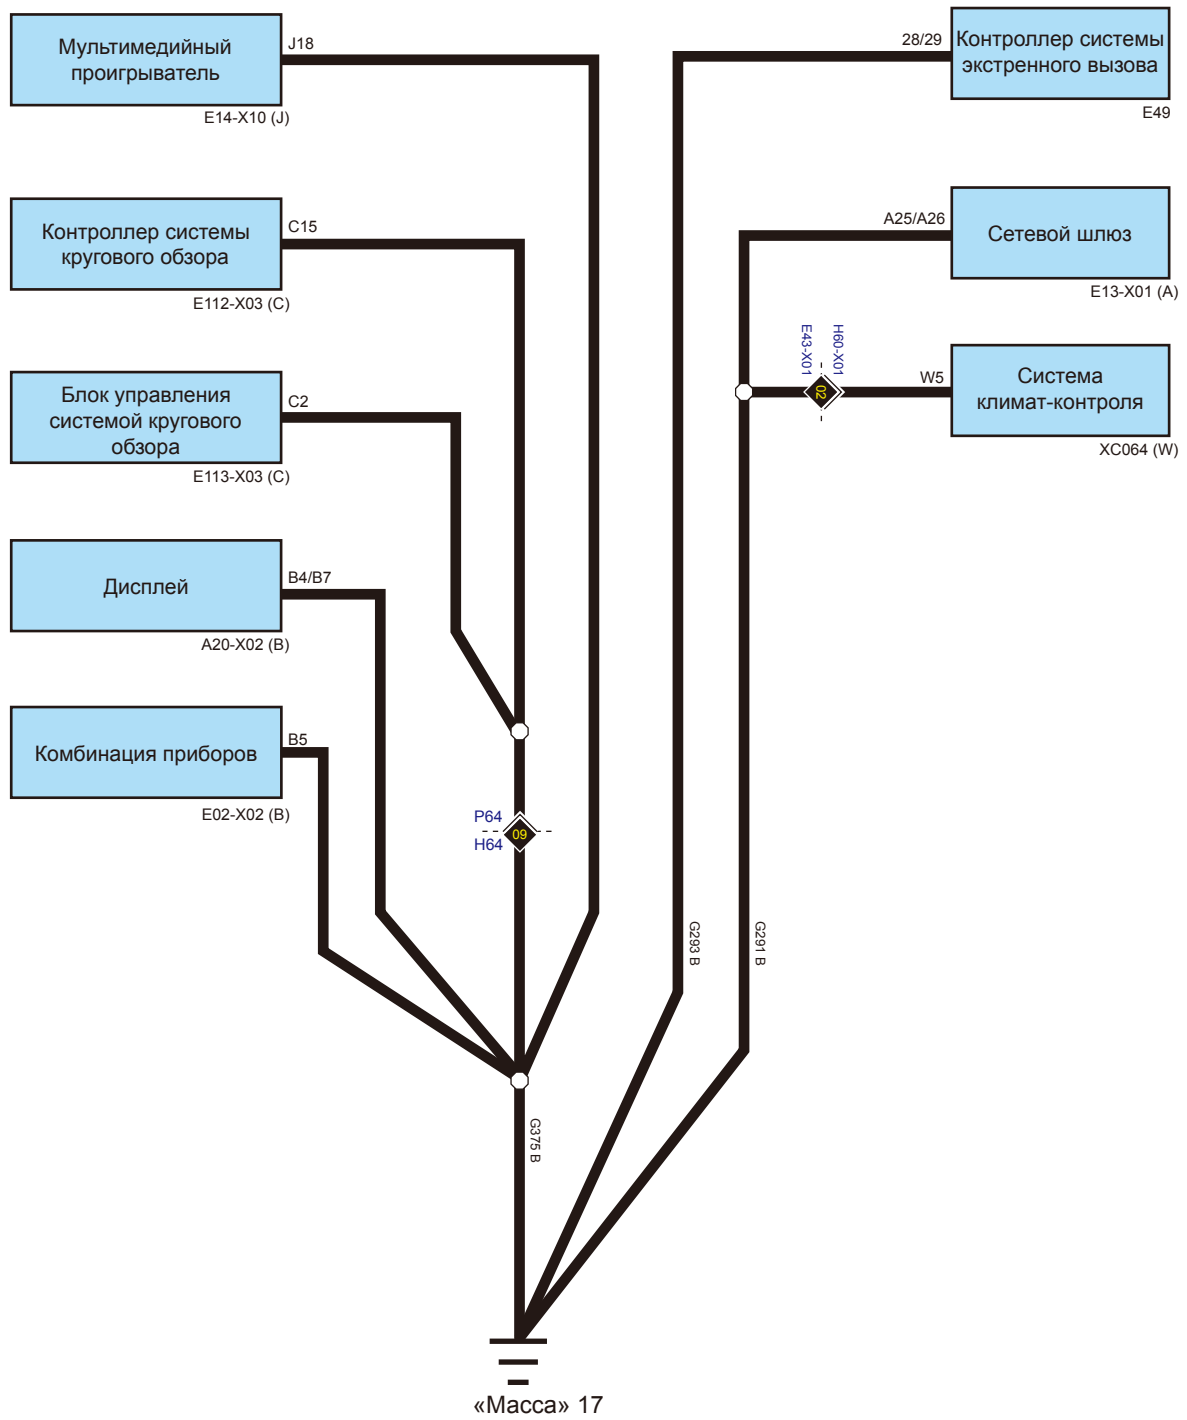 Мультимедийный
проигрыватель
J18
E14-X10 (J)
28/29
Контроллер системы
экстренного вызова
E49
Контроллер системы
кругового обзора
C15
E112-X03 (C)
A25/A26
Сетевой шлюз
E13-X01 (A)
E43-X01
H60-X01
02
W5
Система
климат-контроля
XC064 (W)
Блок управления
системой кругового
обзора
C2
E113-X03 (C)
Дисплей
B4/B7
A20-X02 (B)
Комбинация приборов
B5
E02-X02 (B)
P64
H64
09
G293 B
G291 B
G375 B
«Масса» 17